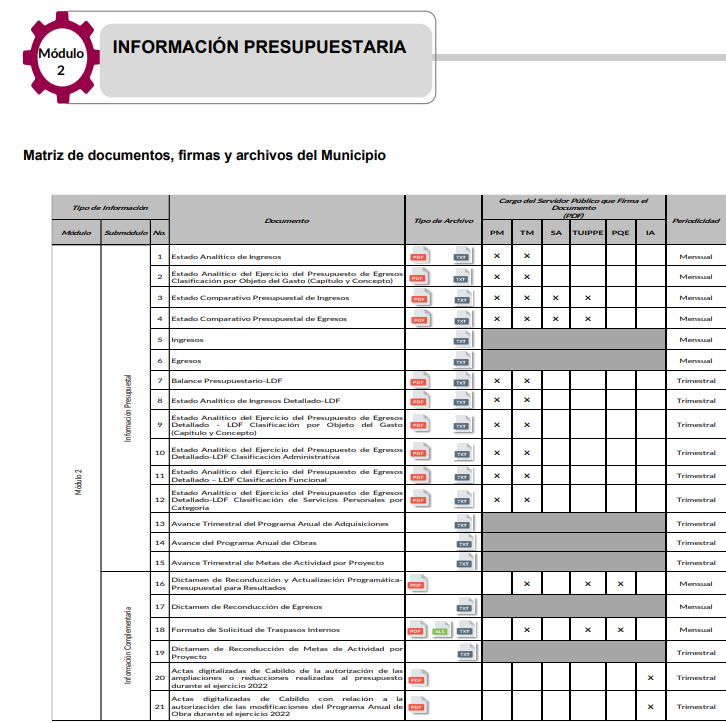 Módulo
2
INFORMACIÓN PRESUPUESTARIA
Matriz de documentos, firmas y archivos del Municipio
Tipo de Información
Documento
Tipo de Archivo
Cargo del Servidor Público que Firma el
Documento
(PDF)
Periodicidad
Módulo Submódulo No. PM TM SA TUIPPE PQE IA
Módulo 2
Información Presupuestal
1 Estado Analítico de Ingresos PDF TXT X X Mensual
2 Estado Analítico del Ejercicio del Presupuesto de Egresos
Clasificación por Objeto del Gasto (Capítulo y Concepto) PDF TXT X X Mensual
3 Estado Comparativo Presupuestal de Ingresos PDF TXT X X X X Mensual
4 Estado Comparativo Presupuestal de Egresos PDF TXT X X X X Mensual
5 Ingresos TXT Mensual
6 Egresos TXT Mensual
7 Balance Presupuestario-LDF PDF TXT X X Trimestral
8 Estado Analítico de Ingresos Detallado-LDF PDF TXT X X Trimestral
9 Estado Analítico del Ejercicio del Presupuesto de Egresos
Detallado - LDF Clasificación por Objeto del Gasto
(Capítulo y Concepto) PDF TXT X X Trimestral
10 Estado Analítico del Ejercicio del Presupuesto de Egresos
Detallado-LDF Clasificación Administrativa PDF TXT X X Trimestral
11 Estado Analítico del Ejercicio del Presupuesto de Egresos
Detallado – LDF Clasificación Funcional PDF TXT X X Trimestral
12 Estado Analítico del Ejercicio del Presupuesto de Egresos
Detallado-LDF Clasificación de Servicios Personales por
Categoría PDF TXT X X Trimestral
13 Avance Trimestral del Programa Anual de Adquisiciones TXT Trimestral
14 Avance del Programa Anual de Obras TXT Trimestral
15 Avance Trimestral de Metas de Actividad por Proyecto TXT Trimestral
Información Complementaria
16 Dictamen de Reconducción y Actualización Programática-
Presupuestal para Resultados PDF X X X Mensual
17 Dictamen de Reconducción de Egresos TXT Mensual
18 Formato de Solicitud de Traspasos Internos PDF XLS TXT X X X Mensual
19 Dictamen de Reconducción de Metas de Actividad por
Proyecto TXT Trimestral
20 Actas digitalizadas de Cabildo de la autorización de las
ampliaciones o reducciones realizadas al presupuesto
durante el ejercicio 2022 PDF X Trimestral
21 Actas digitalizadas de Cabildo con relación a la
autorización de las modificaciones del Programa Anual de
Obra durante el ejercicio 2022 PDF X Trimestral